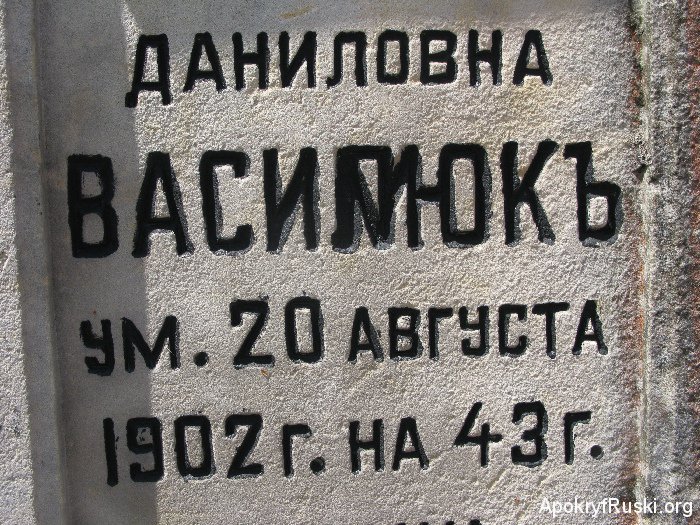 ДАНИЛОВНА
ВАСИЛЮКЪ
УМ. 20 АВГУСТА
1902 Г. НА 43 Г.
ApokryfRuski.org